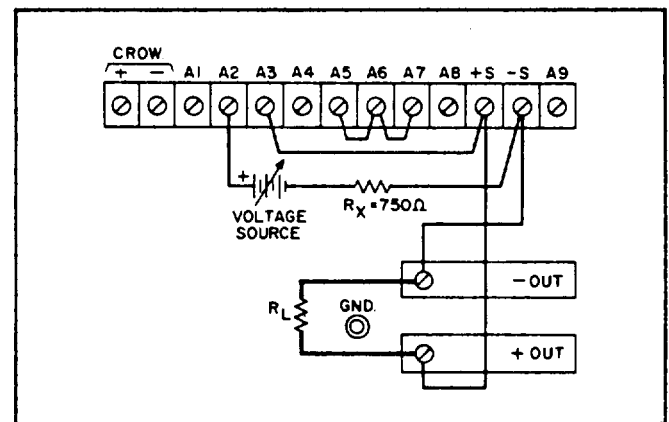 CROW
+ − A1 A2 A3 A4 A5 A6 A7 A8 +S -S A9
+
VOLTAGE
SOURCE
RX = 750Ω
− OUT
RL
GND.
+ OUT